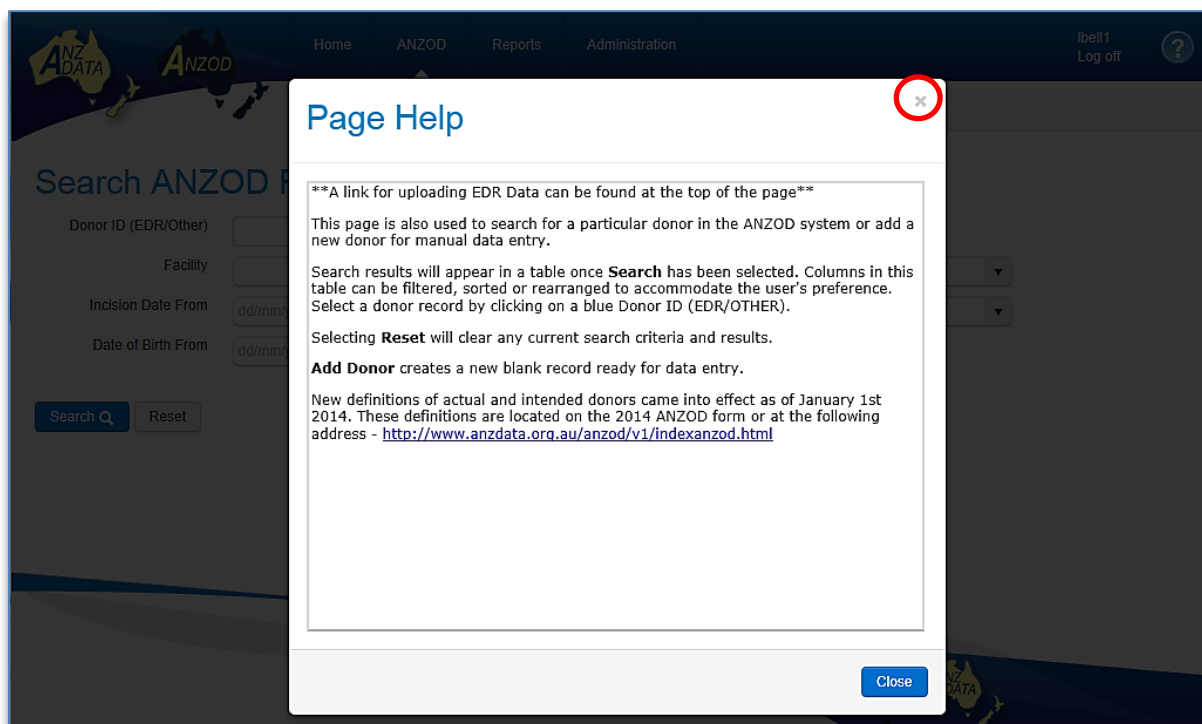 ANZ DATA
ANZOD
Home ANZOD Reports Administration
lbell1
Log off
?
Page Help
×
Search ANZOD
Donor ID (EDR/Other)
Facility
Incision Date From
dd/mm/
Date of Birth From
dd/mm/
Search Reset
**A link for uploading EDR Data can be found at the top of the page**
This page is also used to search for a particular donor in the ANZOD system or add a
new donor for manual data entry.
Search results will appear in a table once Search has been selected. Columns in this
table can be filtered, sorted or rearranged to accommodate the user's preference.
Select a donor record by clicking on a blue Donor ID (EDR/OTHER).
Selecting Reset will clear any current search criteria and results.
Add Donor creates a new blank record ready for data entry.
New definitions of actual and intended donors came into effect as of January 1st
2014. These definitions are located on the 2014 ANZOD form or at the following
address - http://www.anzdata.org.au/anzod/v1/indexanzod.html
Close
NZ
DATA